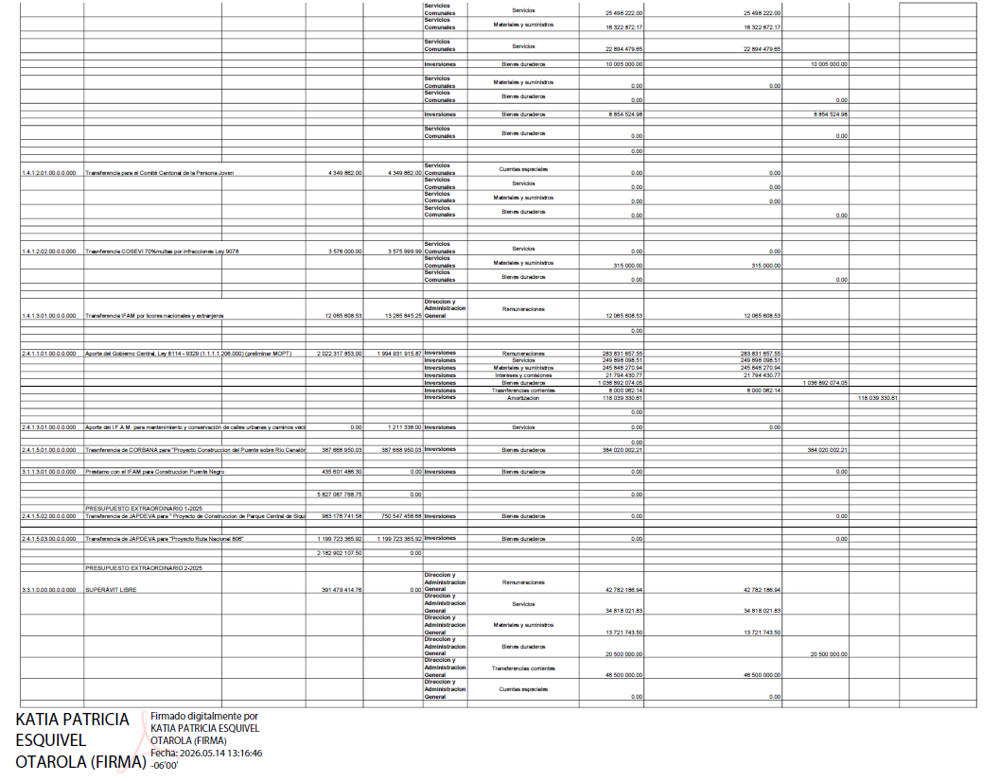 Servicios Comunales Servicios 25 498 222.00 25 498 222.00
Servicios Comunales Materiales y suministros 16 322 872.17 16 322 872.17
Servicios Comunales Servicios 22 894 479.65 22 894 479.65
Inversiones Bienes duraderos 10 005 000.00 10 005 000.00
Servicios Comunales Materiales y suministros 0.00 0.00
Servicios Comunales Bienes duraderos 0.00 0.00
Inversiones Bienes duraderos 8 854 524.98 8 854 524.98
Servicios Comunales Bienes duraderos 0.00 0.00
0.00
1.4.1.2.01.00.0.0.000 Transferencia para el Comité Cantonal de la Persona Joven 4 349 862.00 4 349 862.00 Servicios Comunales Cuentas especiales 0.00 0.00
Servicios Comunales Servicios 0.00 0.00
Servicios Comunales Materiales y suministros 0.00 0.00
Servicios Comunales Bienes duraderos 0.00 0.00
1.4.1.2.02.00.0.0.000 Trasnferencia COSEVI 70%multas por infracciones Ley 9078 3 576 000.00 3 575 999.99 Servicios Comunales Servicios 0.00 0.00
Servicios Comunales Materiales y suministros 315 000.00 315 000.00
Servicios Comunales Bienes duraderos 0.00 0.00
1.4.1.3.01.00.0.0.000 Transferencia IFAM por licores nacionales y extranjeros 12 065 608.53 13 285 845.25 Direccion y Administracion General Remuneraciones 12 065 608.53 12 065 608.53
0.00
2.4.1.1.01.00.0.0.000 Aporte del Gobierno Central, Ley 8114 - 9329 (1.1.1.1.206.000) (preliminar MOPT) 2 022 317 853.00 1 994 931 915.87 Inversiones Remuneraciones 283 831 657.55 283 831 657.55
Inversiones Servicios 249 898 098.51 249 898 098.51
Inversiones Materiales y suministros 245 846 270.94 245 846 270.94
Inversiones Intereses y comisiones 21 794 430.77 21 794 430.77
Inversiones Bienes duraderos 1 036 892 074.05 1 036 892 074.05
Inversiones Trasnferencias corrientes 8 000 062.14 8 000 062.14
Inversiones Amortizacion 118 039 330.61 118 039 330.61
0.00
2.4.1.3.01.00.0.0.000 Aporte del I.F.A.M. para mantenimiento y conservación de calles urbanas y caminos veci 0.00 1 211 338.00 Inversiones Servicios 0.00 0.00
0.00
2.4.1.5.01.00.0.0.000 Trasnferencia de CORBANA para "Proyecto Construccion del Puente sobre Río Canalón 387 668 950.03 387 668 950.03 Inversiones Bienes duraderos 384 020 002.21 384 020 002.21
3.1.1.3.01.00.0.0.000 Prestamo con el IFAM para Construccion Puente Negro 435 601 486.30 0.00 Inversiones Bienes duraderos 0.00 0.00
5 827 087 768.75 0.00 0.00
PRESUPUESTO EXTRAORDINARIO 1-2025
2.4.1.5.02.00.0.0.000 Transferencia de JAPDEVA para " Proyecto de Construccion de Parque Central de Siqui 983 178 741.58 750 547 458.68 Inversiones Bienes duraderos 0.00 0.00
2.4.1.5.03.00.0.0.000 Transferencia de JAPDEVA para "Proyecto Ruta Nacional 806" 1 199 723 365.92 1 199 723 365.92 Inversiones Bienes duraderos 0.00 0.00
2 182 902 107.50 0.00
PRESUPUESTO EXTRAORDINARIO 2-2025
3.3.1.0.00.00.0.0.000 SUPERÁVIT LIBRE 391 479 414.76 0.00 Direccion y Administracion General Remuneraciones 42 782 186.94 42 782 186.94
Direccion y Administracion General Servicios 34 818 021.83 34 818 021.83
Direccion y Administracion General Materiales y suministros 13 721 743.50 13 721 743.50
Direccion y Administracion General Bienes duraderos 20 500 000.00 20 500 000.00
Direccion y Administracion General Transferencias corrientes 46 500 000.00 46 500 000.00
Direccion y Administracion General Cuentas especiales 0.00 0.00
KATIA PATRICIA
ESQUIVEL
OTAROLA (FIRMA)
Firmado digitalmente por
KATIA PATRICIA ESQUIVEL
OTAROLA (FIRMA)
Fecha: 2026.05.14 13:16:46
-06'00'